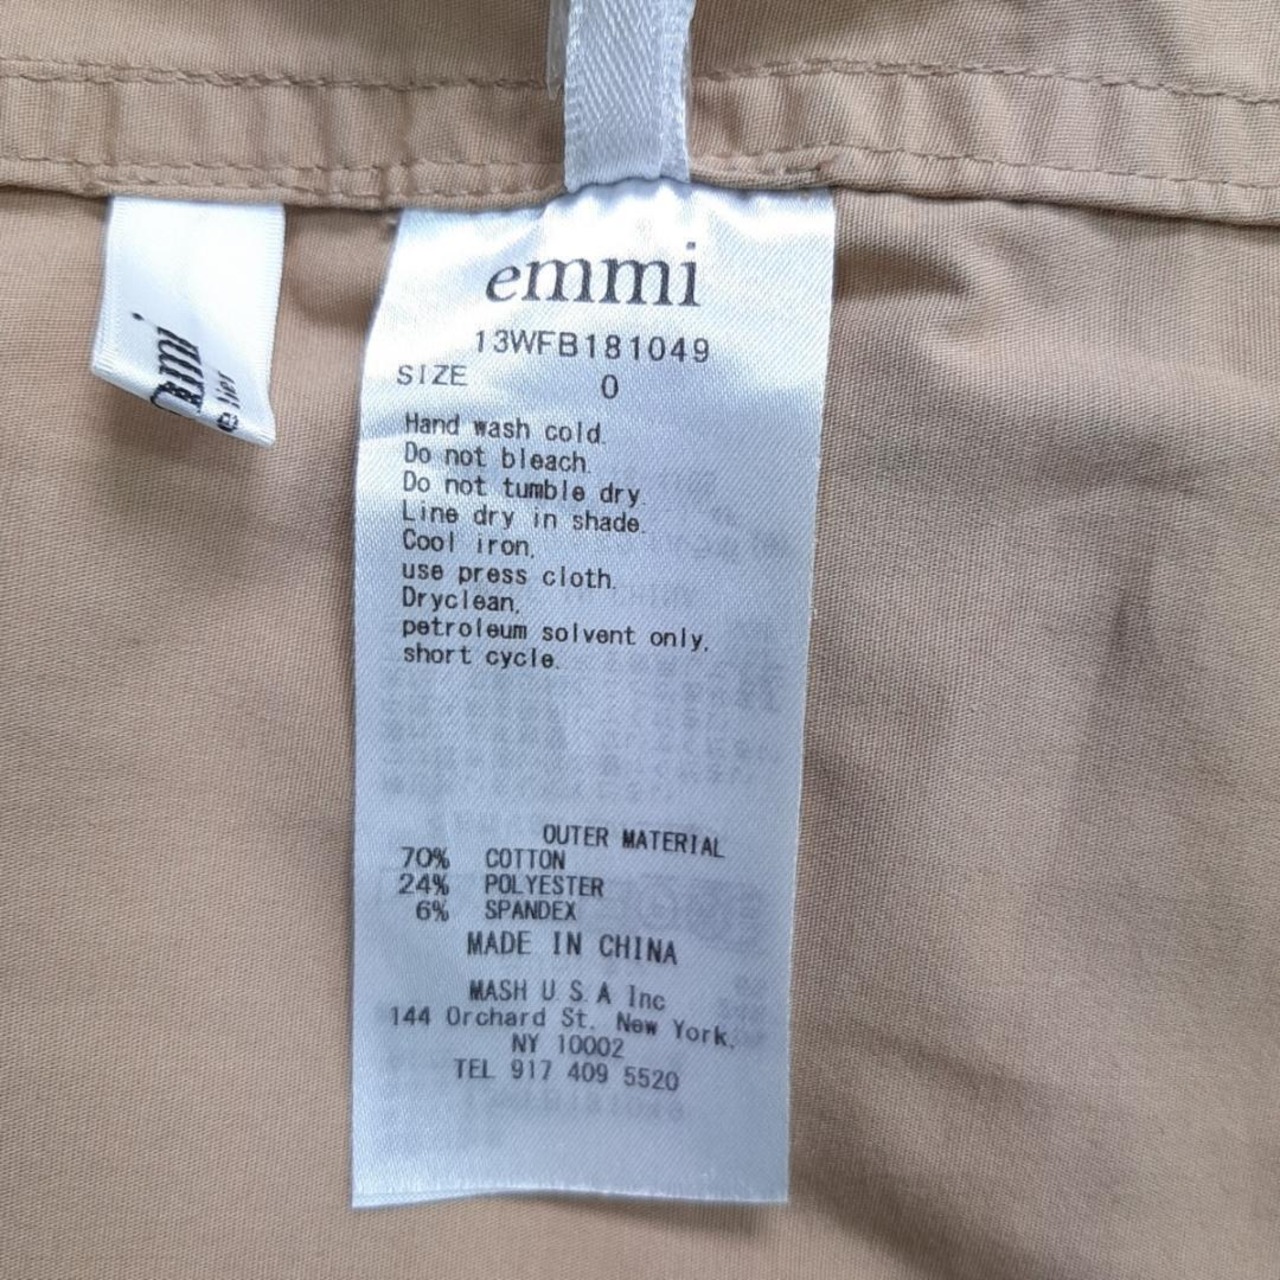 emmi
13WFB181049
SIZE 0
Hand wash cold.
Do not bleach.
Do not tumble dry.
Line dry in shade.
Cool iron,
use press cloth.
Dryclean,
petroleum solvent only,
short cycle.
OUTER MATERIAL
70% COTTON
24% POLYESTER
6% SPANDEX
MADE IN CHINA
MASH U.S.A Inc
144 Orchard St. New York,
NY 10002
TEL 917 409 5520